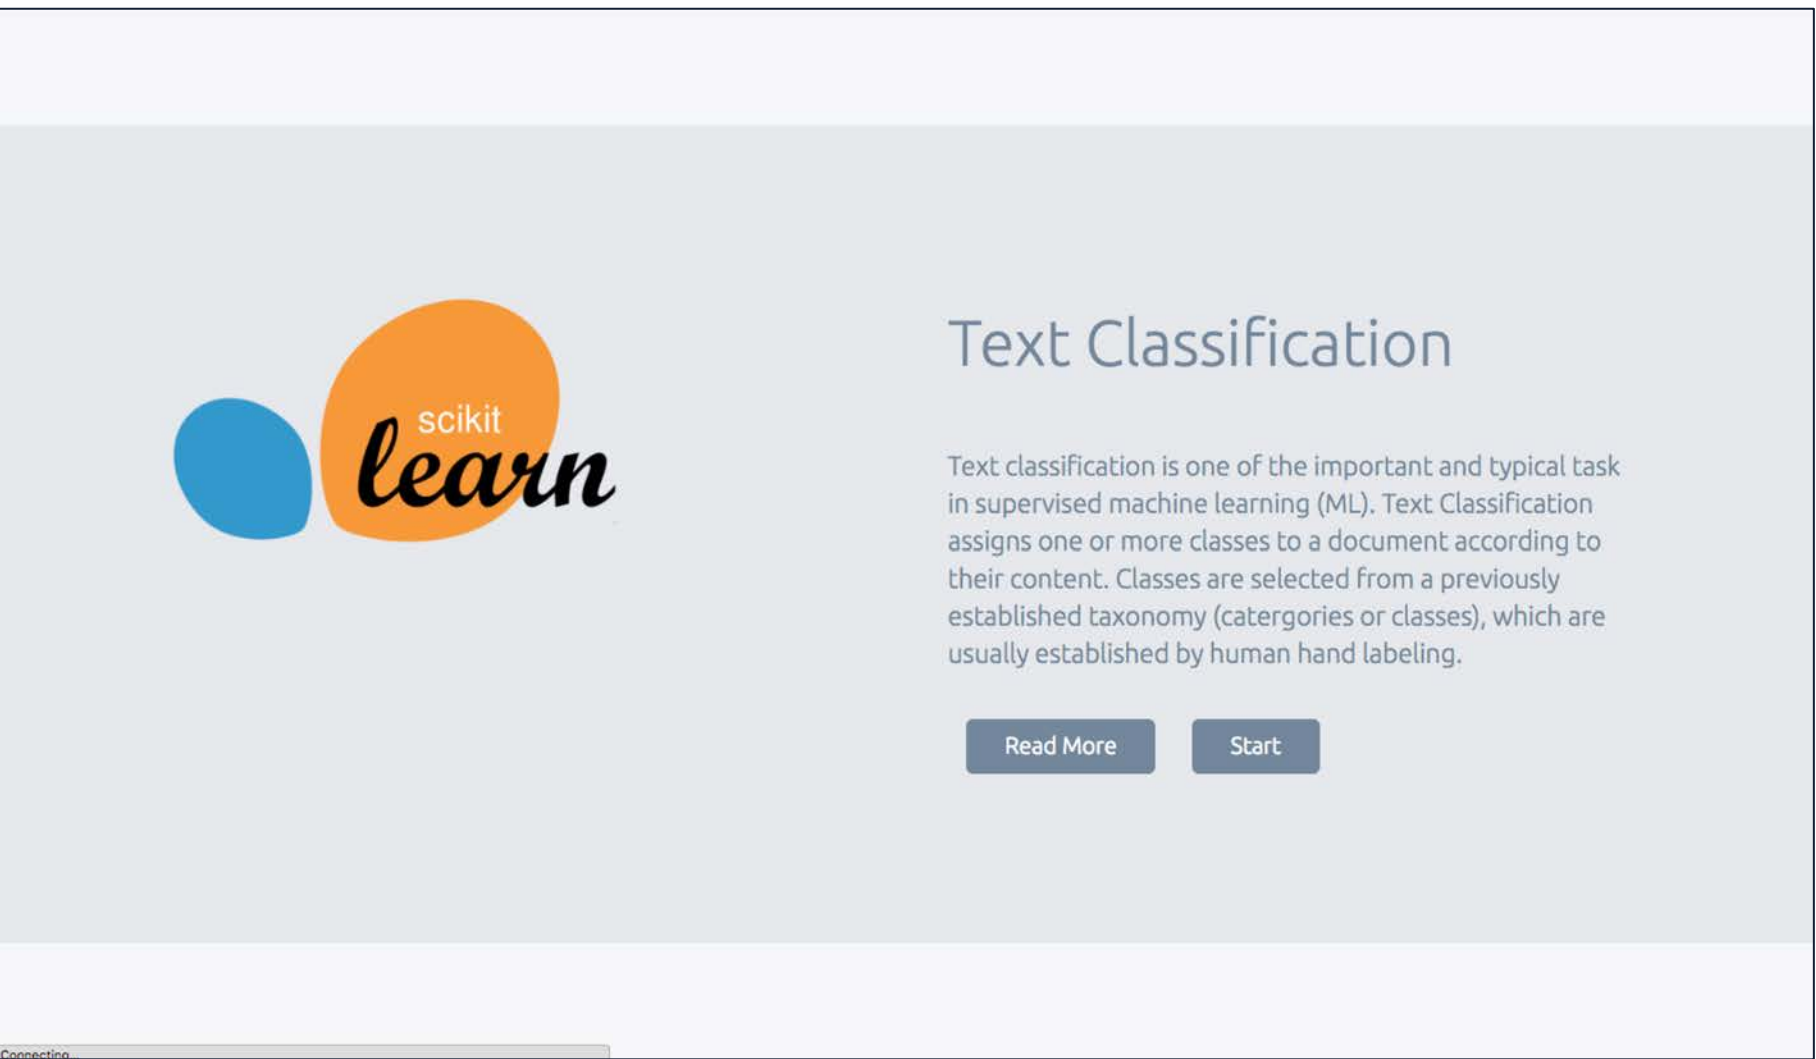 scikit
learn
Text Classification
Text classification is one of the important and typical task
in supervised machine learning (ML). Text Classification
assigns one or more classes to a document according to
their content. Classes are selected from a previously
established taxonomy (catergories or classes), which are
usually established by human hand labeling.
Read More
Start
Connecting...